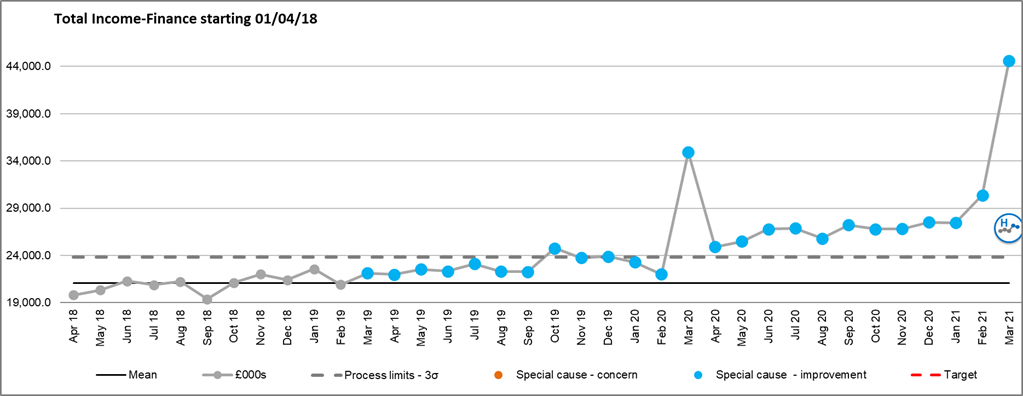 Total Income-Finance starting 01/04/18
44,000.0
39,000.0
34,000.0
29,000.0
24,000.0
19,000.0
H
Apr 18 May 18 Jun 18 Jul 18 Aug 18 Sep 18 Oct 18 Nov 18 Dec 18 Jan 19 Feb 19 Mar 19 Apr 19 May 19 Jun 19 Jul 19 Aug 19 Sep 19 Oct 19 Nov 19 Dec 19 Jan 20 Feb 20 Mar 20 Apr 20 May 20 Jun 20 Jul 20 Aug 20 Sep 20 Oct 20 Nov 20 Dec 20 Jan 21 Feb 21 Mar 21
Mean £000s Process limits - 3σ Special cause - concern Special cause - improvement Target